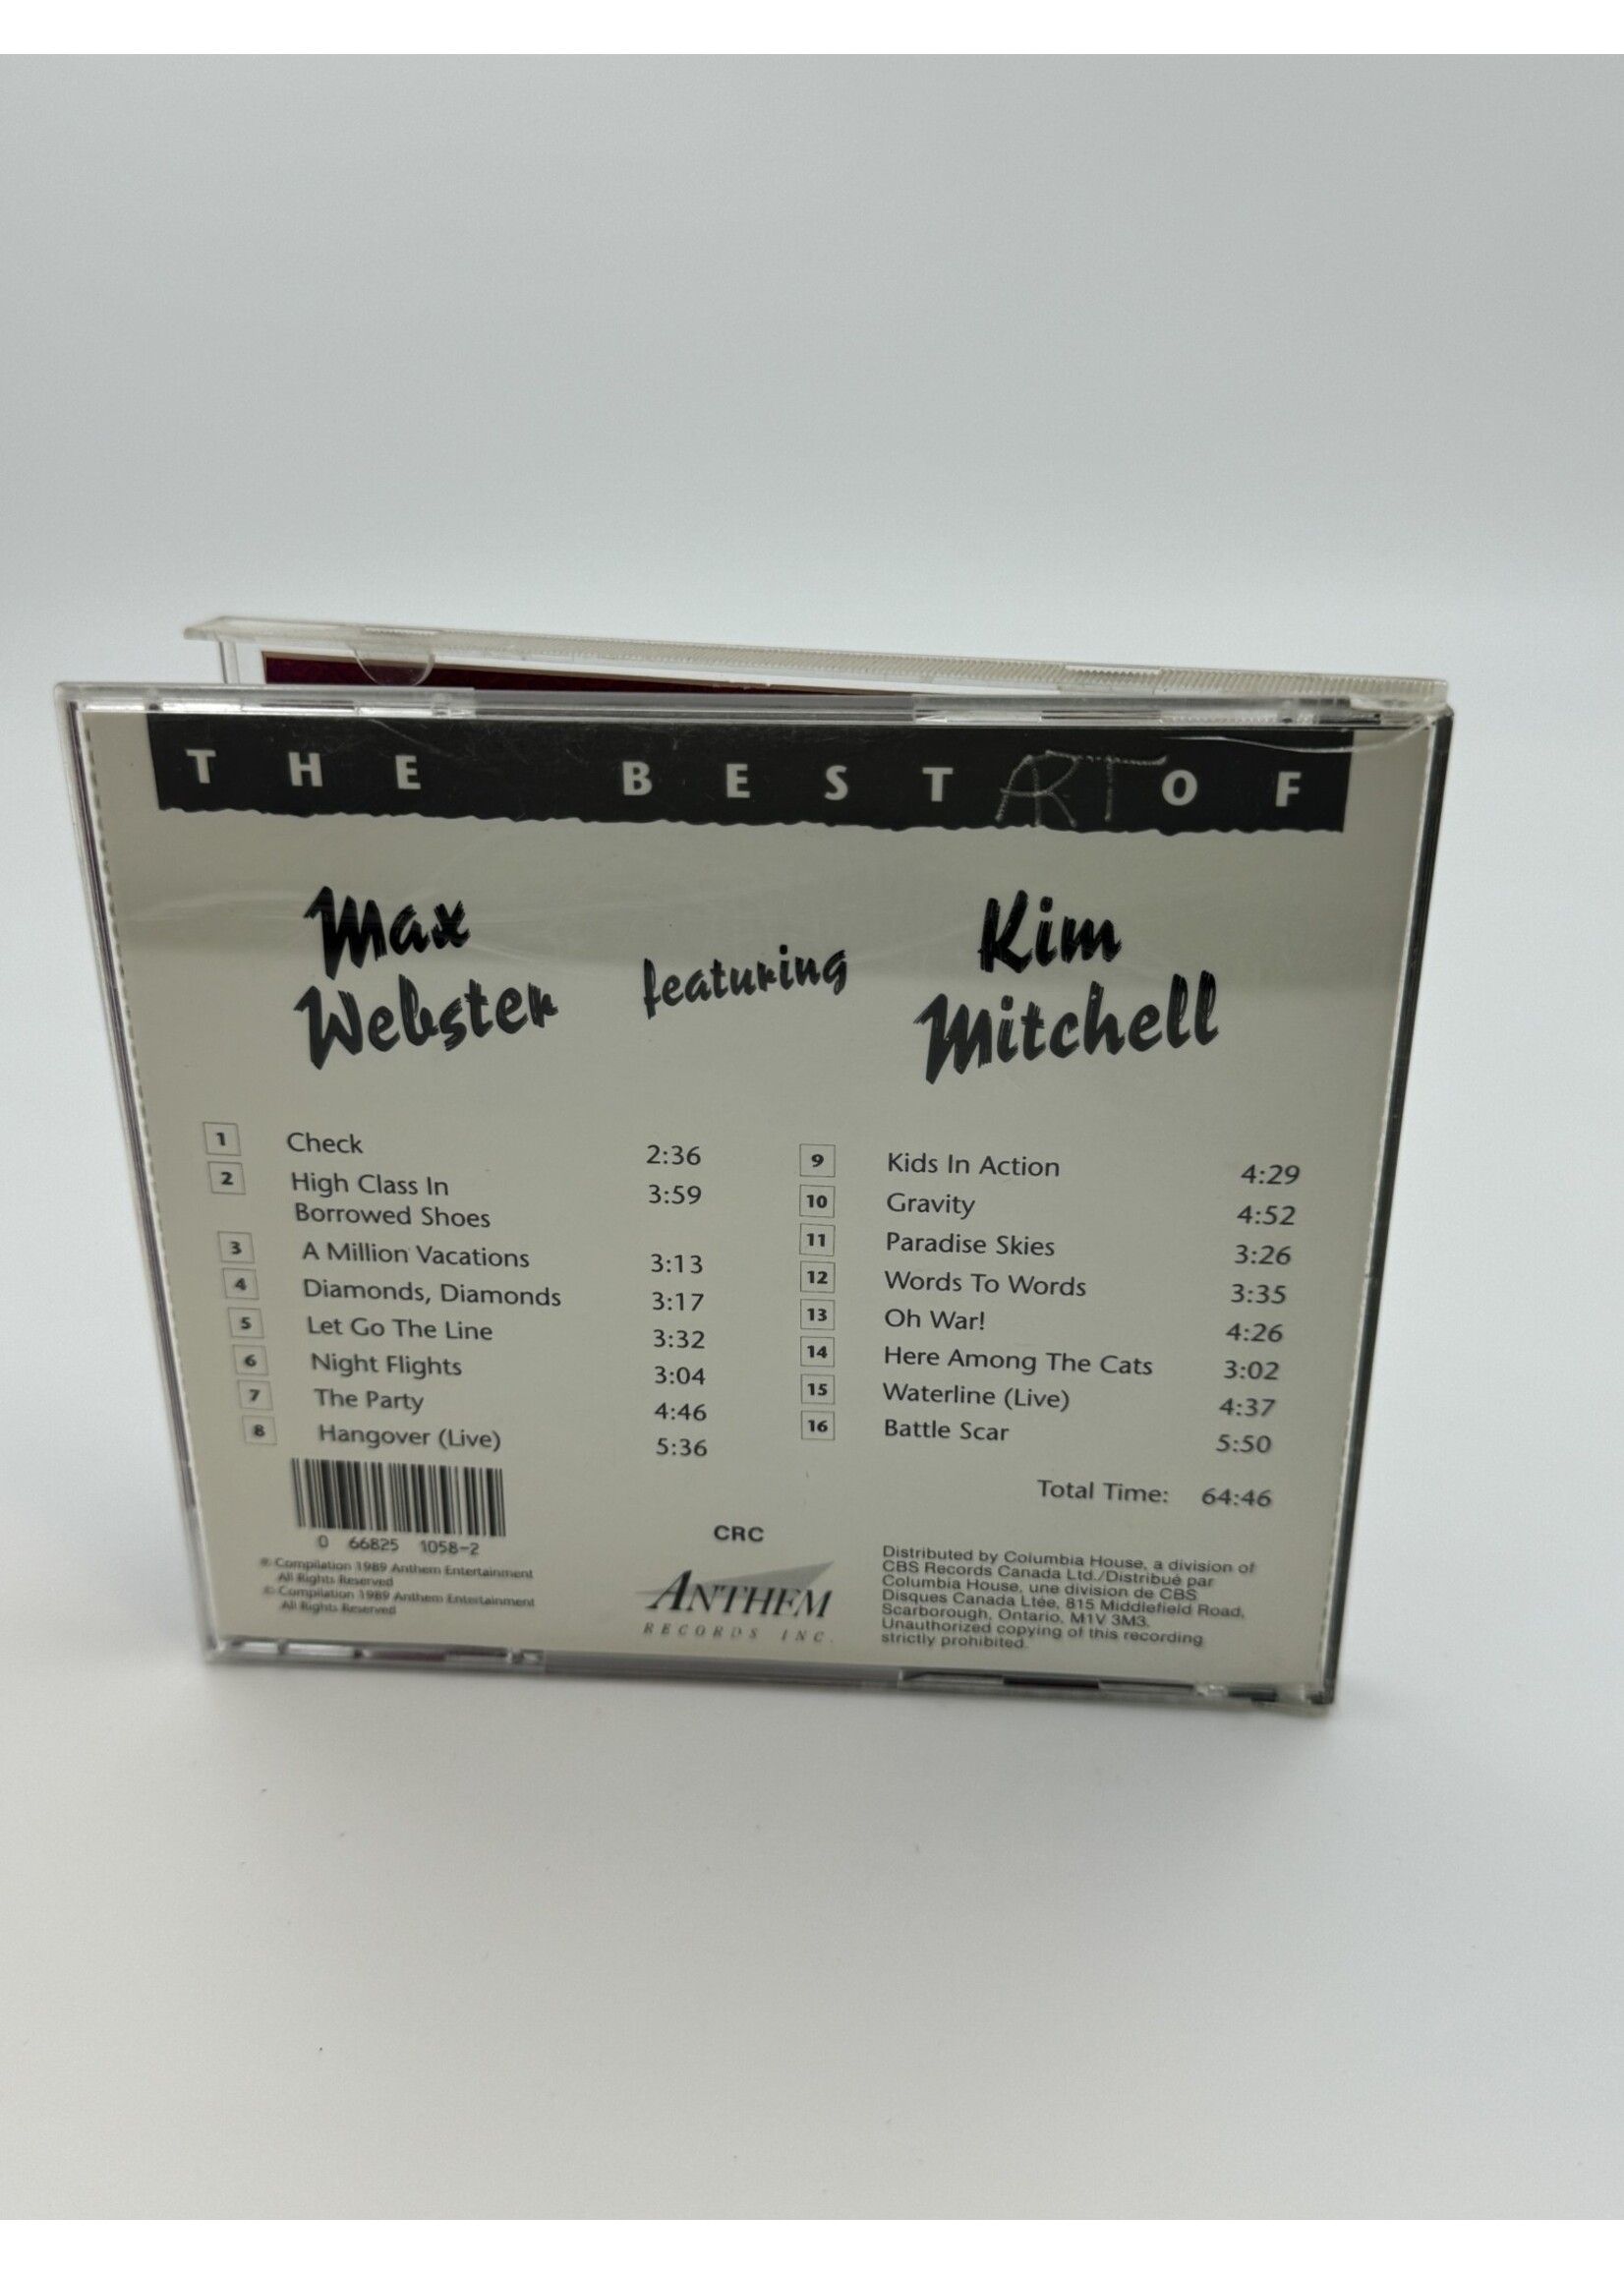 THE BEST ART OF
Max Webster featuring Kim Mitchell
1 Check 2:36
2 High Class In 3:59
Borrowed Shoes
3 A Million Vacations 3:13
4 Diamonds, Diamonds 3:17
5 Let Go The Line 3:32
6 Night Flights 3:04
7 The Party 4:46
8 Hangover (Live) 5:36
9 Kids In Action 4:29
10 Gravity 4:52
11 Paradise Skies 3:26
12 Words To Words 3:35
13 Oh War! 4:26
14 Here Among The Cats 3:02
15 Waterline (Live) 4:37
16 Battle Scar 5:50
Total Time: 64:46
0 66825 1058-2
℗ Compilation 1989 Anthem Entertainment
All Rights Reserved
© Compilation 1989 Anthem Entertainment
All Rights Reserved
CRC
ANTHEM
RECORDS INC.
Distributed by Columbia House, a division of
CBS Records Canada Ltd./Distribué par
Columbia House, une division de CBS
Disques Canada Ltée, 815 Middlefield Road,
Scarborough, Ontario, M1V 3M3.
Unauthorized copying of this recording
strictly prohibited.